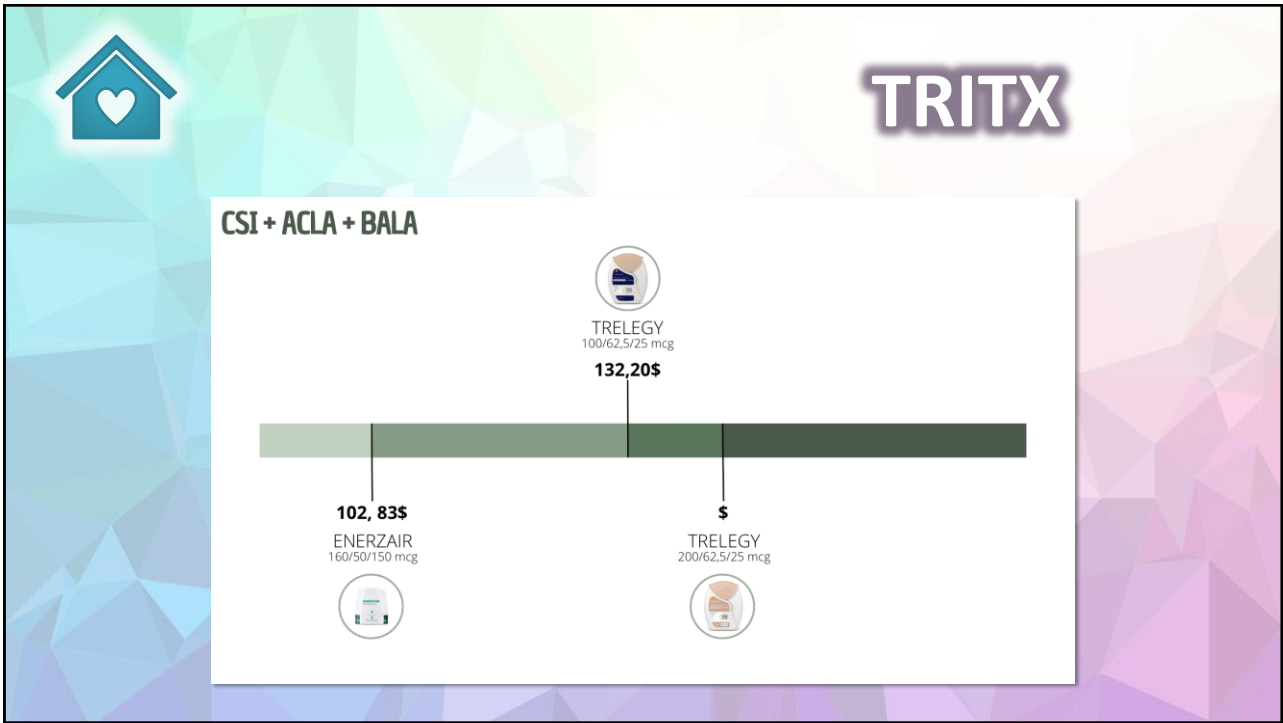 TRITX
CSI + ACLA + BALA
TRELEGY
100/62,5/25 mcg
132,20$
102, 83$
ENERZAIR
160/50/150 mcg
$
TRELEGY
200/62,5/25 mcg